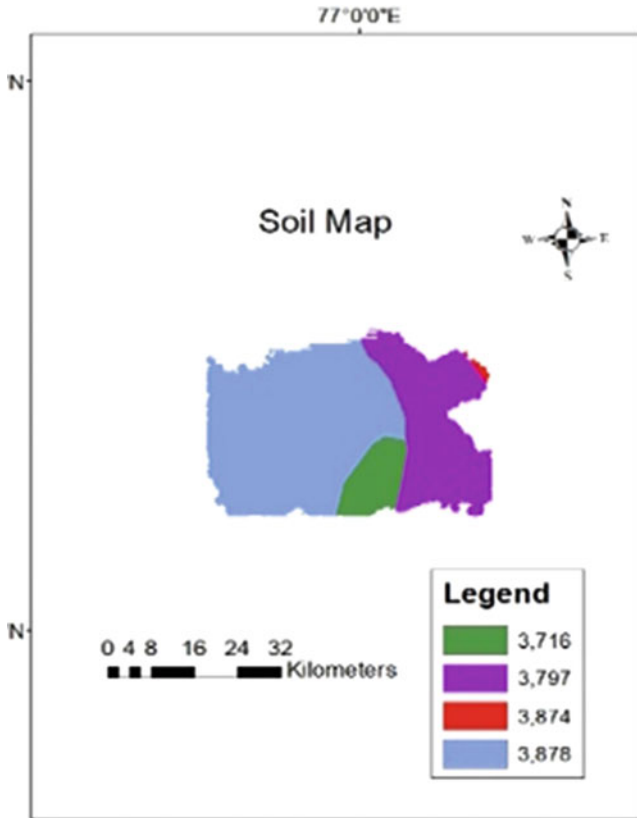 77°0'0"E
'N
Soil Map
N
W E
S
'N
0 4 8 16 24 32
Kilometers
Legend
3,716
3,797
3,874
3,878